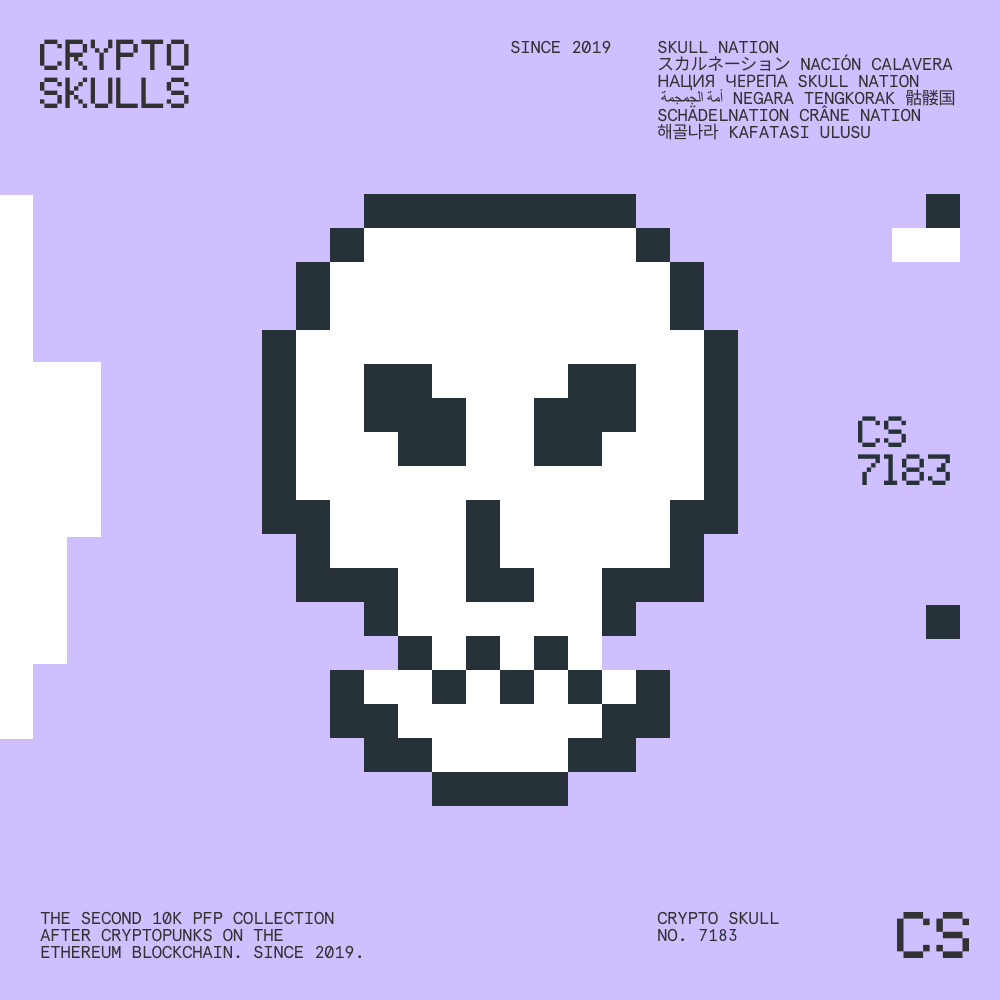 CRYPTO
SKULLS
SINCE 2019
SKULL NATION
スカルネーション NACIÓN CALAVERA
НАЦИЯ ЧЕРЕПА SKULL NATION
أمة الجمجمة NEGARA TENGKORAK 骷髅国
SCHÄDELNATION CRÂNE NATION
해골나라 KAFATASI ULUSU
CS
7183
THE SECOND 10K PFP COLLECTION
AFTER CRYPTOPUNKS ON THE
ETHEREUM BLOCKCHAIN. SINCE 2019.
CRYPTO SKULL
NO. 7183
CS